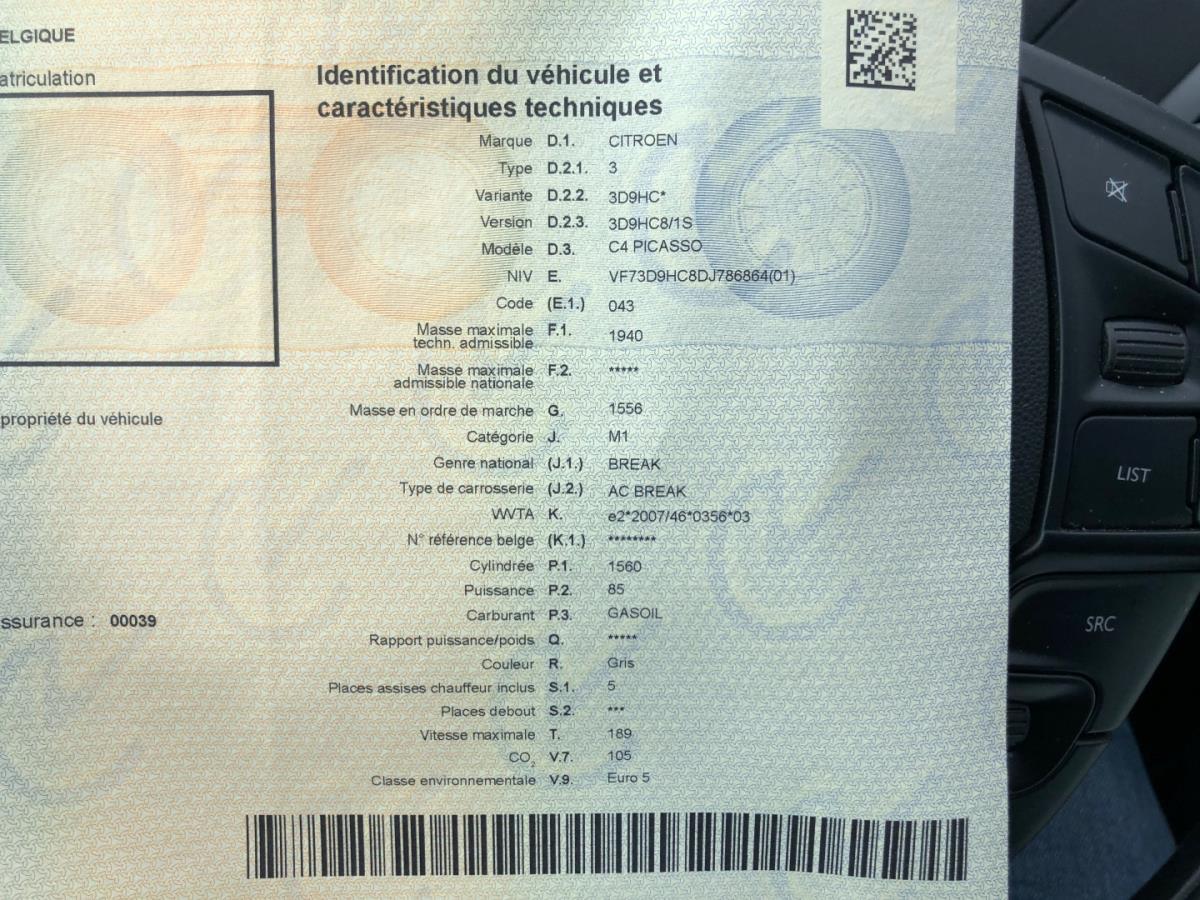 ELGIQUE
atriculation
Identification du véhicule et
caractéristiques techniques
Marque D.1. CITROEN
Type D.2.1. 3
Variante D.2.2. 3D9HC*
Version D.2.3. 3D9HC8/1S
Modèle D.3. C4 PICASSO
NIV E. VF73D9HC8DJ786864(01)
Code (E.1.) 043
Masse maximale F.1. 1940
techn. admissible
Masse maximale F.2. *****
admissible nationale
propriété du véhicule
Masse en ordre de marche G. 1556
Catégorie J. M1
Genre national (J.1.) BREAK
Type de carrosserie (J.2.) AC BREAK
WVTA K. e2*2007/46*0356*03
N° référence belge (K.1.) ********
Cylindrée P.1. 1560
Puissance P.2. 85
Carburant P.3. GASOIL
ssurance : 00039
Rapport puissance/poids Q. *****
Couleur R. Gris
Places assises chauffeur inclus S.1. 5
Places debout S.2. ***
Vitesse maximale T. 189
CO2 V.7. 105
Classe environnementale V.9. Euro 5
LIST
SRC